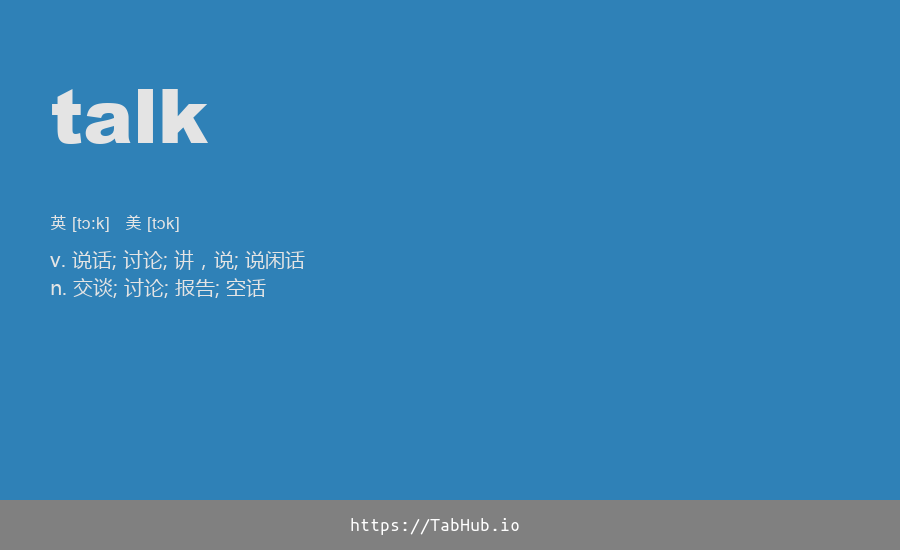 talk
英 [tɔ:k] 美 [tɔk]
v. 说话; 讨论; 讲，说; 说闲话
n. 交谈; 讨论; 报告; 空话
https://TabHub.io